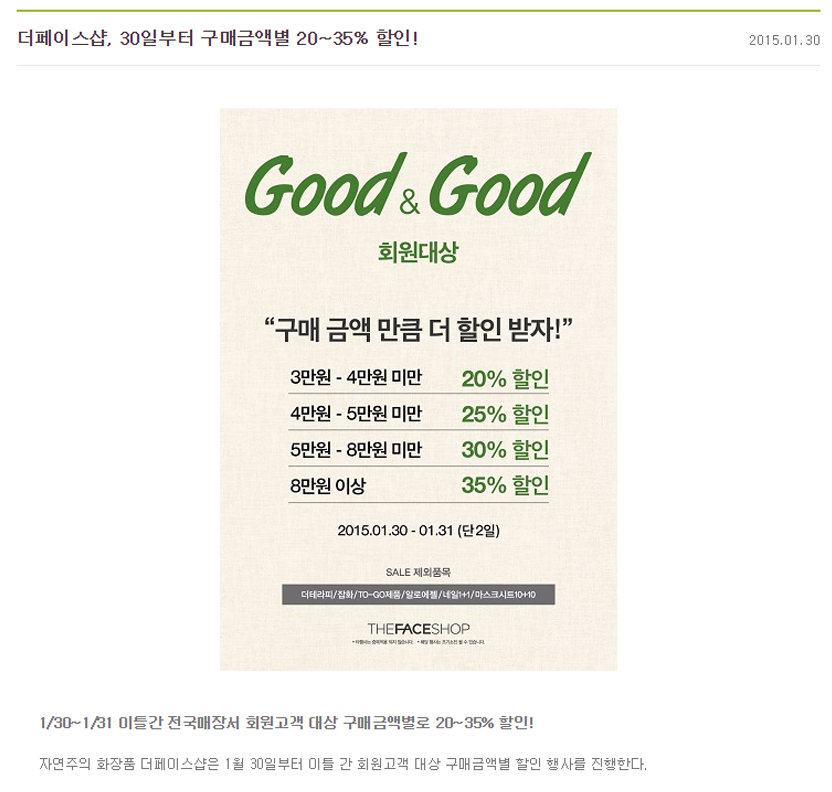 더페이스샵, 30일부터 구매금액별 20~35% 할인!
2015.01.30
Good & Good
회원대상
“구매 금액 만큼 더 할인 받자!”
3만원 - 4만원 미만 20% 할인
4만원 - 5만원 미만 25% 할인
5만원 - 8만원 미만 30% 할인
8만원 이상 35% 할인
2015.01.30 - 01.31 (단2일)
SALE 제외품목
더테라피/잡화/TO-GO제품/알로에젤/네일1+1/마스크시트10+10
THEFACESHOP
1/30~1/31 이틀간 전국매장서 회원고객 대상 구매금액별로 20~35% 할인!
자연주의 화장품 더페이스샵은 1월 30일부터 이틀 간 회원고객 대상 구매금액별 할인 행사를 진행한다.